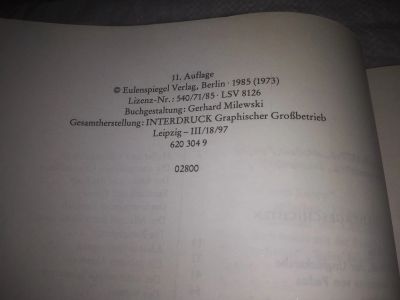 11. Auflage
© Eulenspiegel Verlag, Berlin · 1985 (1973)
Lizenz-Nr.: 540/71/85 · LSV 8126
Buchgestaltung: Gerhard Milewski
Gesamtherstellung: INTERDRUCK Graphischer Großbetrieb
Leipzig – III/18/97
620 304 9
02800